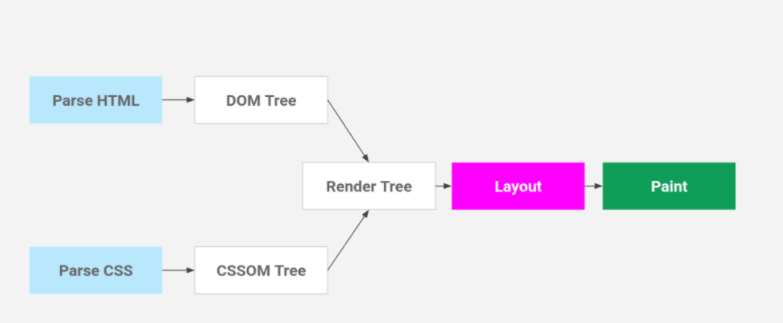 Parse HTML
DOM Tree
Render Tree
Layout
Paint
Parse CSS
CSSOM Tree